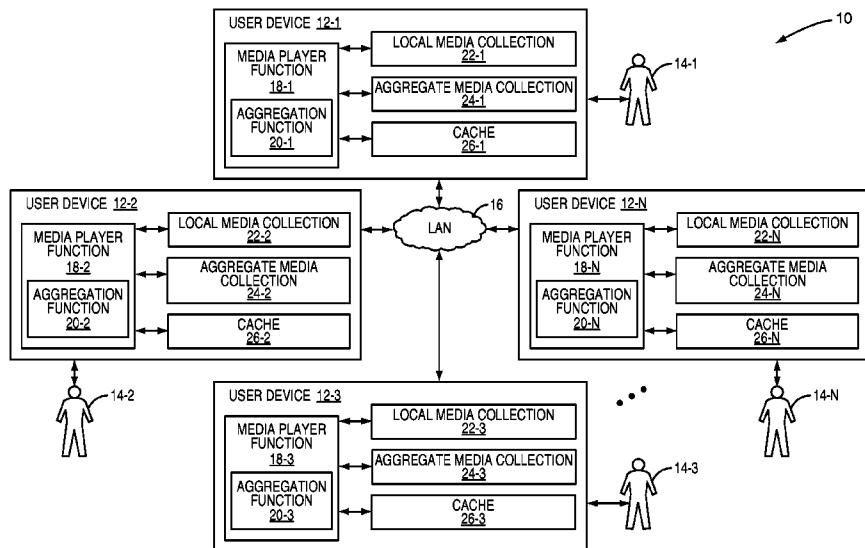 USER DEVICE 12-1
10
LOCAL MEDIA COLLECTION
22-1
MEDIA PLAYER
FUNCTION
18-1
AGGREGATE MEDIA COLLECTION
24-1
AGGREGATION
FUNCTION
20-1
CACHE
26-1
14-1
16
LAN
USER DEVICE 12-2
LOCAL MEDIA COLLECTION
22-2
MEDIA PLAYER
FUNCTION
18-2
AGGREGATE MEDIA
COLLECTION
24-2
AGGREGATION
FUNCTION
20-2
CACHE
26-2
14-2
USER DEVICE 12-N
LOCAL MEDIA COLLECTION
22-N
MEDIA PLAYER
FUNCTION
18-N
AGGREGATE MEDIA
COLLECTION
24-N
AGGREGATION
FUNCTION
20-N
CACHE
26-N
14-N
USER DEVICE 12-3
LOCAL MEDIA COLLECTION
22-3
MEDIA PLAYER
FUNCTION
18-3
AGGREGATE MEDIA COLLECTION
24-3
AGGREGATION
FUNCTION
20-3
CACHE
26-3
14-3